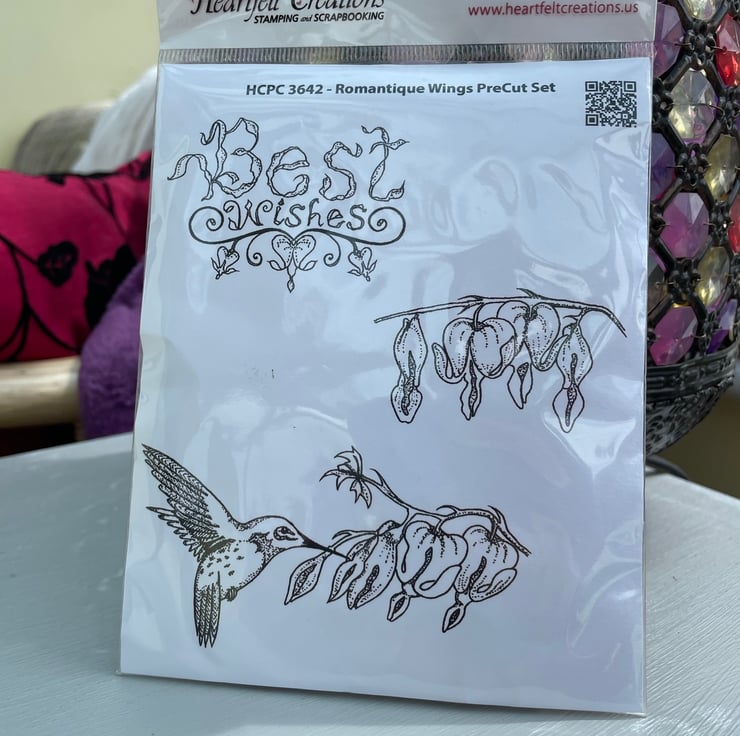 Heartfelt Creations
STAMPING and SCRAPBOOKING
www.heartfeltcreations.us
HCPC 3642 - Romantique Wings PreCut Set
Best
Wishes